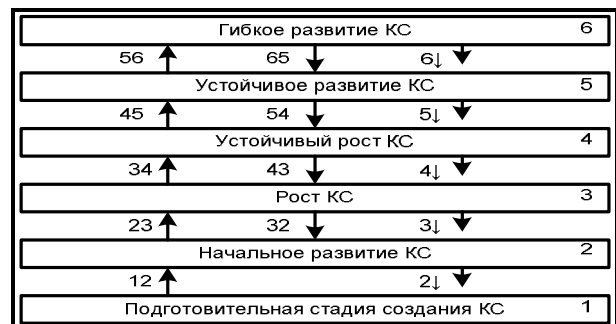 Гибкое развитие КС 6
56 65 6↓
Устойчивое развитие КС 5
45 54 5↓
Устойчивый рост КС 4
34 43 4↓
Рост КС 3
23 32 3↓
Начальное развитие КС 2
12 2↓
Подготовительная стадия создания КС 1